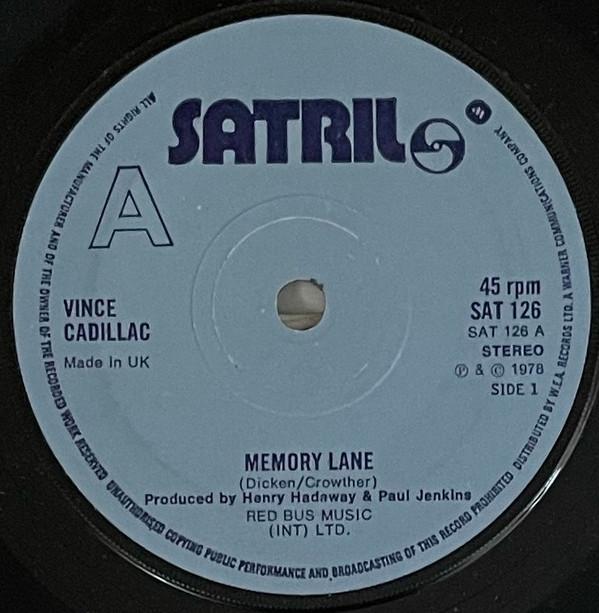 SATRIL
A
VINCE
CADILLAC
Made In UK
45 rpm
SAT 126
SAT 126 A
STEREO
Ⓟ & © 1978
SIDE 1
MEMORY LANE
(Dicken/Crowther)
Produced by Henry Hadaway & Paul Jenkins
RED BUS MUSIC
(INT) LTD.
ALL RIGHTS OF THE MANUFACTURER AND OF THE OWNER OF THE RECORDED WORK RESERVED UNAUTHORISED COPYING PUBLIC PERFORMANCE AND BROADCASTING OF THIS RECORD PROHIBITED DISTRIBUTED BY W.E.A. RECORDS LTD. A WARNER COMMUNICATIONS COMPANY